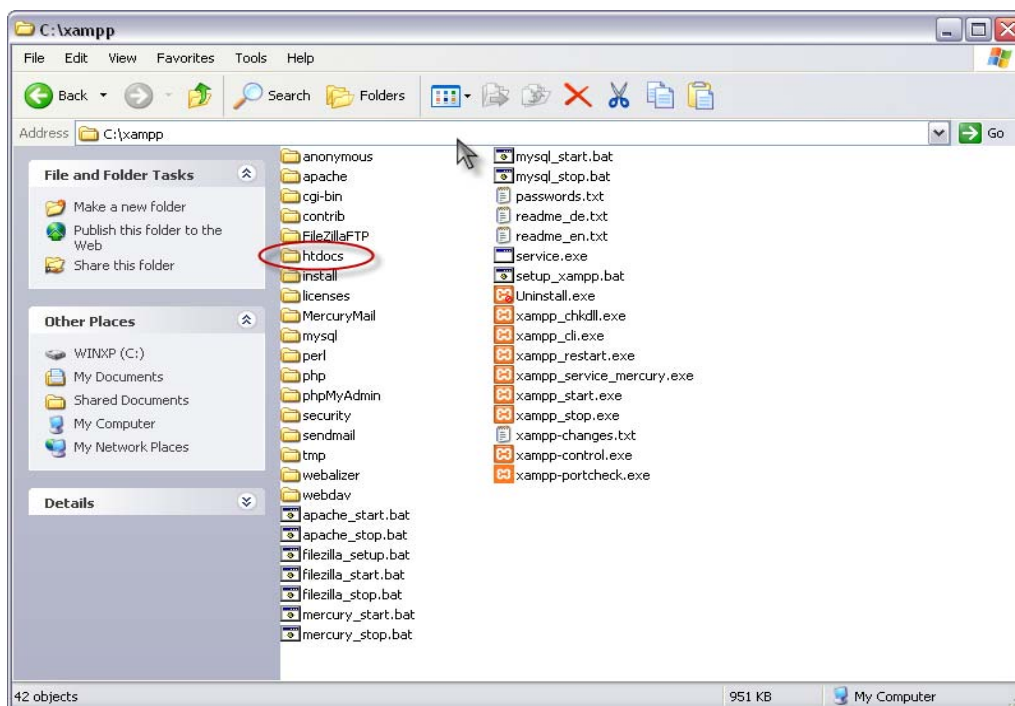 C:\xampp
File Edit View Favorites Tools Help
Back Search Folders
Address C:\xampp Go
File and Folder Tasks
Make a new folder
Publish this folder to the
Web
Share this folder
Other Places
WINXP (C:)
My Documents
Shared Documents
My Computer
My Network Places
Details
anonymous
apache
cgi-bin
contrib
FileZillaFTP
htdocs
install
licenses
MercuryMail
mysql
perl
php
phpMyAdmin
security
sendmail
tmp
webalizer
webdav
apache_start.bat
apache_stop.bat
filezilla_setup.bat
filezilla_start.bat
filezilla_stop.bat
mercury_start.bat
mercury_stop.bat
mysql_start.bat
mysql_stop.bat
passwords.txt
readme_de.txt
readme_en.txt
service.exe
setup_xampp.bat
Uninstall.exe
xampp_chkdll.exe
xampp_cli.exe
xampp_restart.exe
xampp_service_mercury.exe
xampp_start.exe
xampp_stop.exe
xampp-changes.txt
xampp-control.exe
xampp-portcheck.exe
42 objects 951 KB My Computer